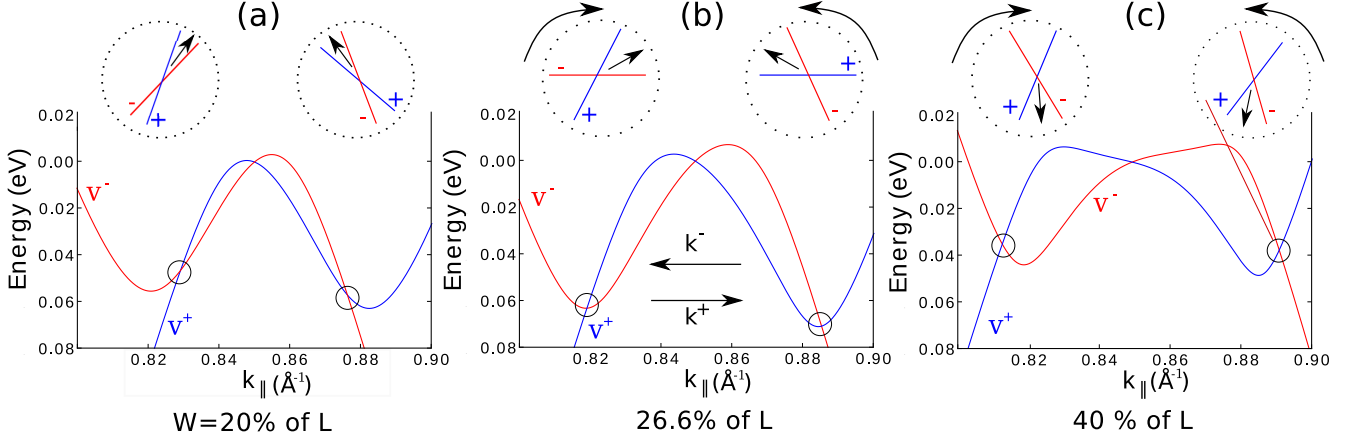 (a) (b) (c)
- + - +
- + + -
+ - + -
Energy (eV)
0.02
0.00
0.02
0.04
0.06
0.08
v-
v+
0.82 0.84 0.86 0.88 0.90
k∥(Å-1)
W=20% of L
Energy (eV)
0.02
0.00
0.02
0.04
0.06
0.08
v-
k-
k+
v+
0.82 0.84 0.86 0.88 0.90
k∥(Å-1)
26.6% of L
Energy (eV)
0.02
0.00
0.02
0.04
0.06
0.08
v-
v+
0.82 0.84 0.86 0.88 0.90
k∥(Å-1)
40 % of L